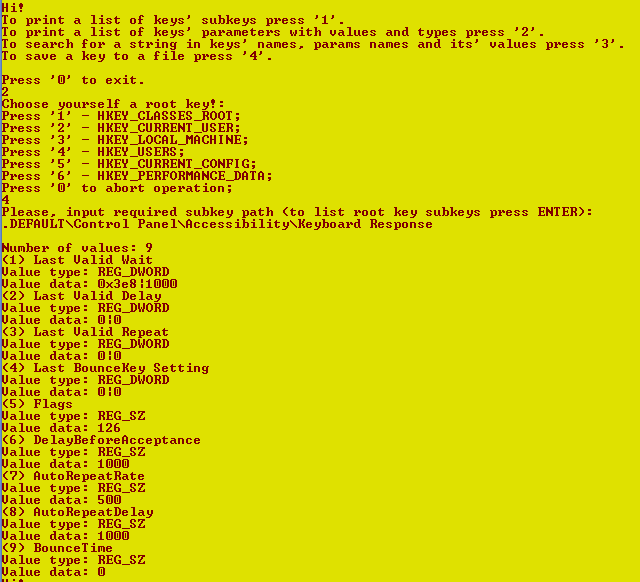 Hi!
To print a list of keys' subkeys press '1'.
To print a list of keys' parameters with values and types press '2'.
To search for a string in keys' names, params names and its' values press '3'.
To save a key to a file press '4'.
Press '0' to exit.
2
Choose yourself a root key!:
Press '1' - HKEY_CLASSES_ROOT;
Press '2' - HKEY_CURRENT_USER;
Press '3' - HKEY_LOCAL_MACHINE;
Press '4' - HKEY_USERS;
Press '5' - HKEY_CURRENT_CONFIG;
Press '6' - HKEY_PERFORMANCE_DATA;
Press '0' to abort operation;
4
Please, input required subkey path (to list root key subkeys press ENTER):
.DEFAULT\Control Panel\Accessibility\Keyboard Response
Number of values: 9
(1) Last Valid Wait
Value type: REG_DWORD
Value data: 0x3e8|1000
(2) Last Valid Delay
Value type: REG_DWORD
Value data: 0|0
(3) Last Valid Repeat
Value type: REG_DWORD
Value data: 0|0
(4) Last BounceKey Setting
Value type: REG_DWORD
Value data: 0|0
(5) Flags
Value type: REG_SZ
Value data: 126
(6) DelayBeforeAcceptance
Value type: REG_SZ
Value data: 1000
(7) AutoRepeatRate
Value type: REG_SZ
Value data: 500
(8) AutoRepeatDelay
Value type: REG_SZ
Value data: 1000
(9) BounceTime
Value type: REG_SZ
Value data: 0
Hi!